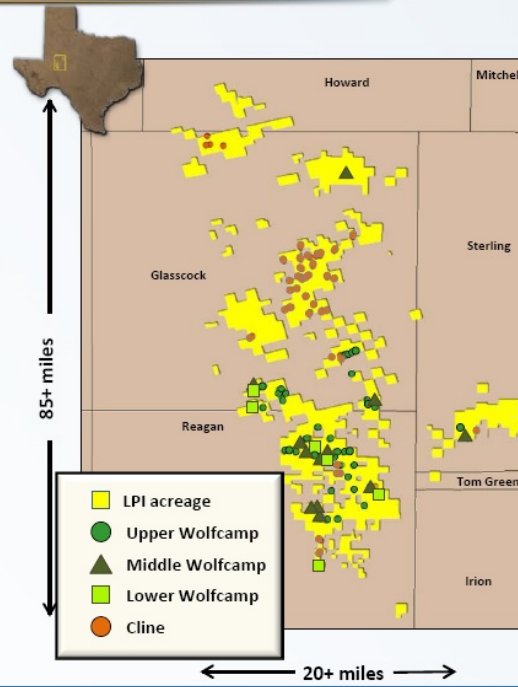 Howard
Mitchel
Sterling
Glasscock
85+ miles
Reagan
Tom Green
Irion
LPI acreage
Upper Wolfcamp
Middle Wolfcamp
Lower Wolfcamp
Cline
20+ miles